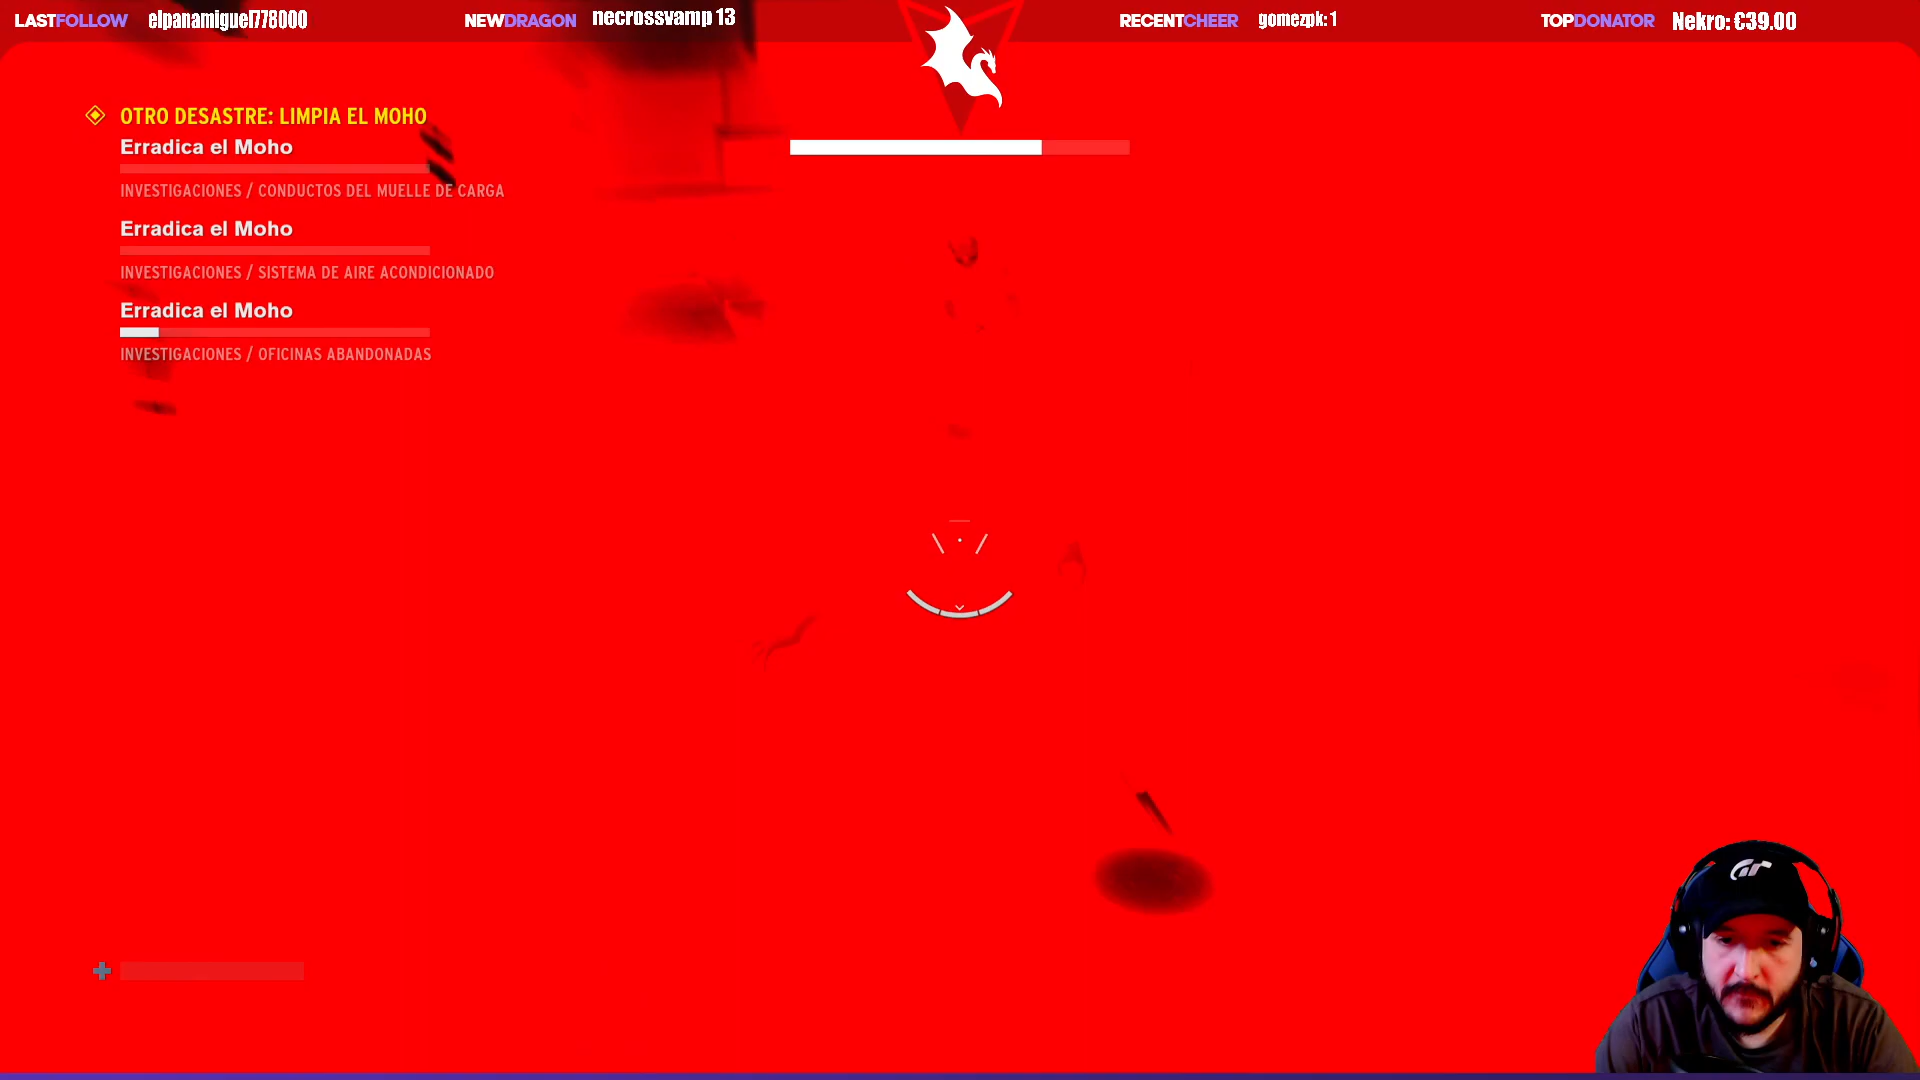 LASTFOLLOW elpanamiguel778000 NEWDRAGON necrossvamp 13 RECENTCHEER gomezpk: 1 TOPDONATOR Nekro: €39.00
OTRO DESASTRE: LIMPIA EL MOHO
Erradica el Moho
INVESTIGACIONES / CONDUCTOS DEL MUELLE DE CARGA
Erradica el Moho
INVESTIGACIONES / SISTEMA DE AIRE ACONDICIONADO
Erradica el Moho
INVESTIGACIONES / OFICINAS ABANDONADAS